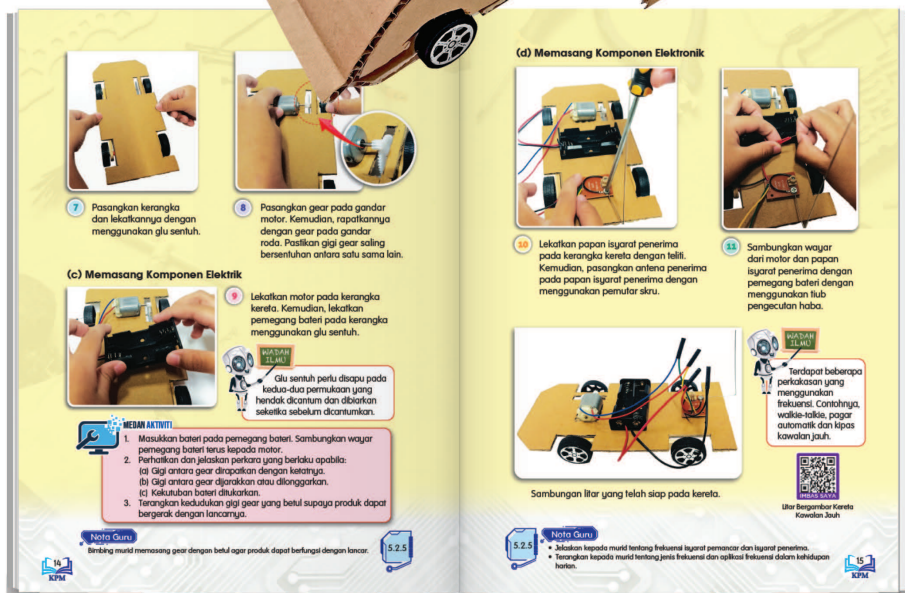 7 Pasangkan kerangka
dan lekatkannya dengan
menggunakan glu sentuh.
8 Pasangkan gear pada gandar
motor. Kemudian, rapatkannya
dengan gear pada gandar
roda. Pastikan gigi gear saling
bersentuhan antara satu sama lain.
(c) Memasang Komponen Elektrik
9 Lekatkan motor pada kerangka
kereta. Kemudian, lekatkan
pemegang bateri pada kerangka
menggunakan glu sentuh.
WADAH
ILMU
Glu sentuh perlu disapu pada
kedua-dua permukaan yang
hendak dicantum dan dibiarkan
seketika sebelum dicantumkan.
MEDAN AKTIVITI
1. Masukkan bateri pada pemegang bateri. Sambungkan wayar
pemegang bateri terus kepada motor.
2. Perhatikan dan jelaskan perkara yang berlaku apabila:
(a) Gigi antara gear dirapatkan dengan ketatnya.
(b) Gigi antara gear dijarakkan atau dilonggarkan.
(c) Kekutuban bateri ditukarkan.
3. Terangkan kedudukan gigi gear yang betul supaya produk dapat
bergerak dengan lancarnya.
Nota Guru
Bimbing murid memasang gear dengan betul agar produk dapat berfungsi dengan lancar.
5.2.5
14
KPM
(d) Memasang Komponen Elektronik
10 Lekatkan papan isyarat penerima
pada kerangka kereta dengan teliti.
Kemudian, pasangkan antena penerima
pada papan isyarat penerima dengan
menggunakan pemutar skru.
11 Sambungkan wayar
dari motor dan papan
isyarat penerima dengan
pemegang bateri dengan
menggunakan tiub
pengecutan haba.
WADAH
ILMU
Terdapat beberapa
perkakasan yang
menggunakan
frekuensi. Contohnya,
walkie-talkie, pagar
automatik dan kipas
kawalan jauh.
Sambungan litar yang telah siap pada kereta.
IMBAS SAYA
Litar Bergambar Kereta
Kawalan Jauh
5.2.5
Nota Guru
• Jelaskan kepada murid tentang frekuensi isyarat pemancar dan isyarat penerima.
• Terangkan kepada murid tentang jenis frekuensi dan aplikasi frekuensi dalam kehidupan
harian.
15
KPM